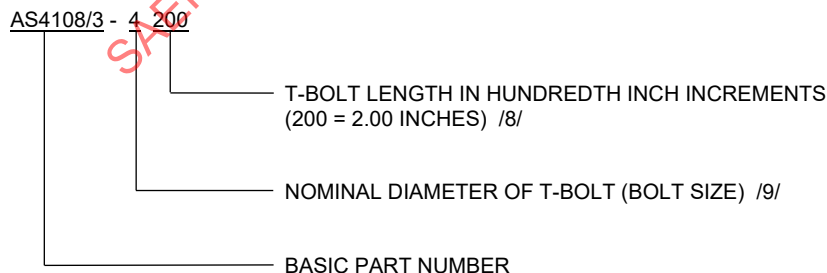 AS4108/3 - 4 200
T-BOLT LENGTH IN HUNDREDTH INCH INCREMENTS
(200 = 2.00 INCHES) /8/
NOMINAL DIAMETER OF T-BOLT (BOLT SIZE) /9/
BASIC PART NUMBER